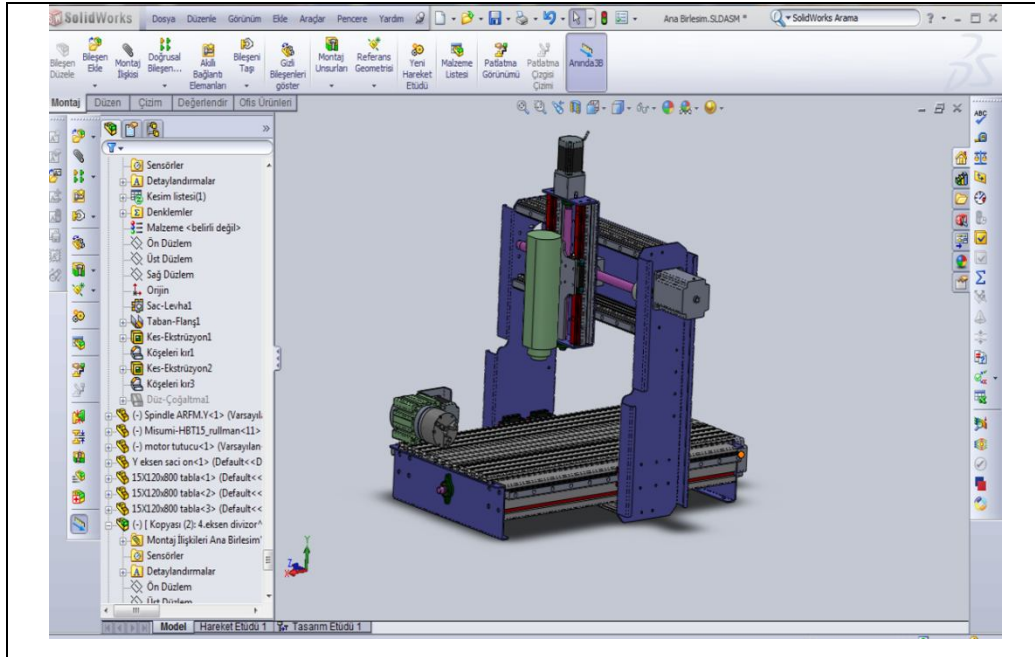 SolidWorks Dosya Düzenle Görünüm Ekle Araçlar Pencere Yardım Ana Birlesim.SLDASM * SolidWorks Arama
Bileşen Düzele
Bileşen Ekle
Montaj İlişkisi
Doğrusal Bileşen...
Akıllı Bağlantı Elemanları
Bileşeni Taşı
Gizli Bileşenleri göster
Montaj Unsurları
Referans Geometrisi
Yeni Hareket Etüdü
Malzeme Listesi
Patlatma Görünümü
Patlatma Çizgisi Çizimi
Anında3B
Montaj Düzen Çizim Değerlendir Ofis Ürünleri
Sensörler
Detaylandırmalar
Kesim listesi(1)
Denklemler
Malzeme <belirli değil>
Ön Düzlem
Üst Düzlem
Sağ Düzlem
Orijin
Sac-Levha1
Taban-Flanş1
Kes-Ekstrüzyon1
Köşeleri kır1
Kes-Ekstrüzyon2
Köşeleri kır3
Düz-Çoğaltma1
(-) Spindle ARFM.Y<1> (Varsayıl
(-) Misumi-HBT15_rullman<11>
(-) motor tutucu<1> (Varsayılan
Y eksen saci on<1> (Default<<D
15X120x800 tabla<1> (Default<<
15X120x800 tabla<2> (Default<<
15X120x800 tabla<3> (Default<<
(-) [ Kopyası (2): 4.eksen divizor^
Montaj İlişkileri Ana Birlesim
Sensörler
Detaylandırmalar
Ön Düzlem
Üst Düzlem
Y
Z
X
Model Hareket Etüdü 1 Tasarım Etüdü 1
ABC